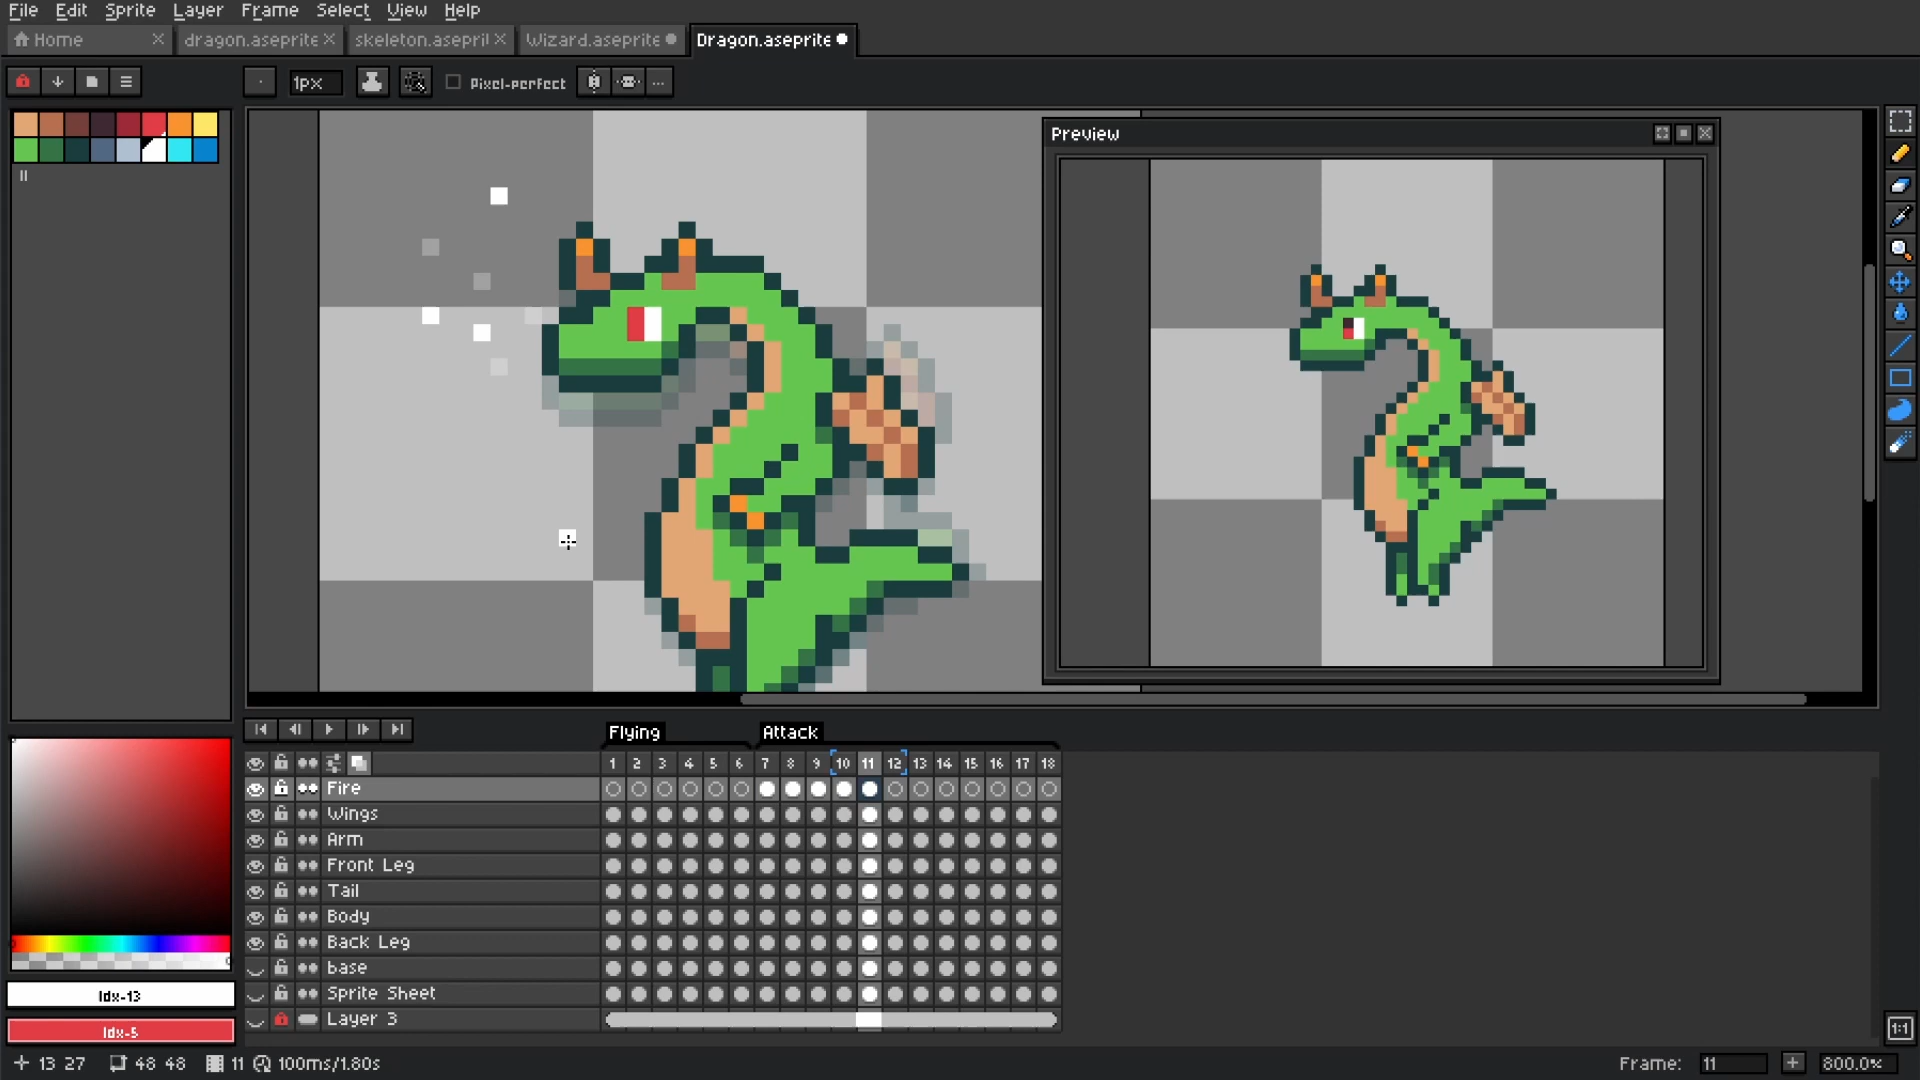 File Edit Sprite Layer Frame Select View Help
Home dragon.aseprite skeleton.asepril Wizard.aseprite Dragon.aseprite
1px Pixel-perfect ...
Preview
Flying Attack
1 2 3 4 5 6 7 8 9 10 11 12 13 14 15 16 17 18
Fire
Wings
Arm
Front Leg
Tail
Body
Back Leg
base
Sprite Sheet
Layer 3
Idx-13
Idx-5
1:1
13 27 48 48 11 100ms/1.80s Frame: 11 + 800.0%